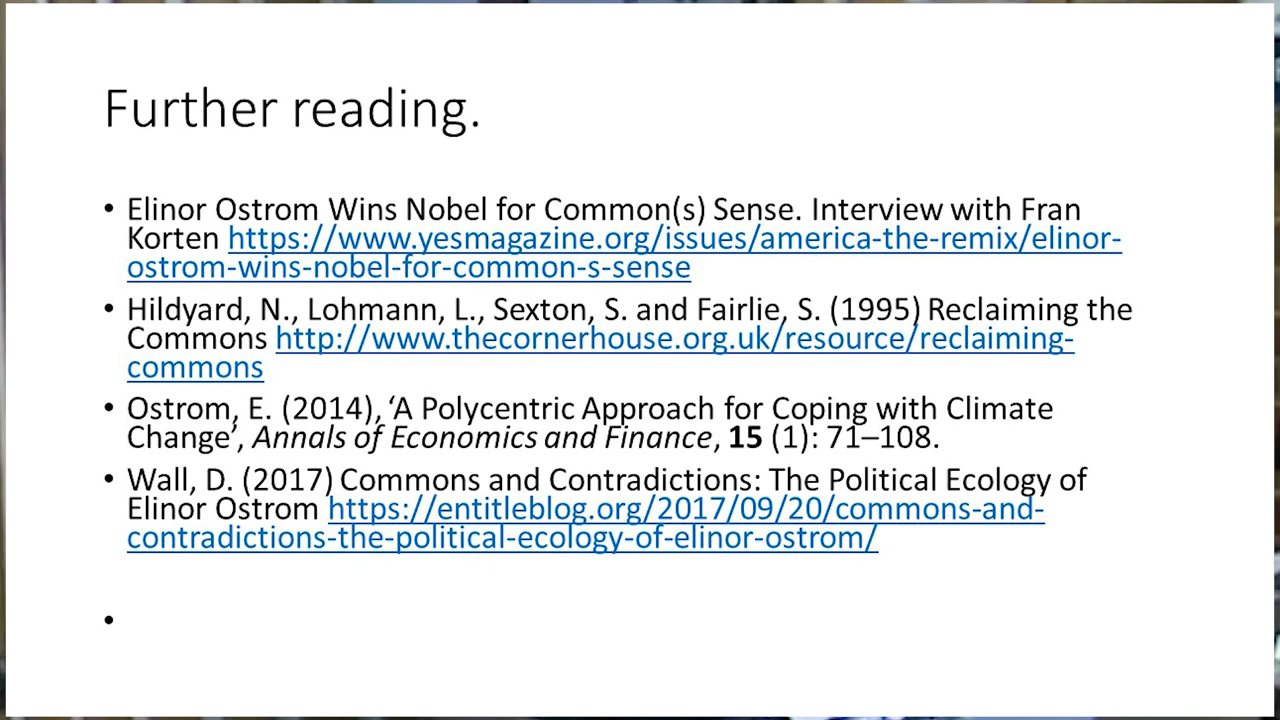 Further reading.
• Elinor Ostrom Wins Nobel for Common(s) Sense. Interview with Fran
Korten https://www.yesmagazine.org/issues/america-the-remix/elinor-
ostrom-wins-nobel-for-common-s-sense
• Hildyard, N., Lohmann, L., Sexton, S. and Fairlie, S. (1995) Reclaiming the
Commons http://www.thecornerhouse.org.uk/resource/reclaiming-
commons
• Ostrom, E. (2014), ‘A Polycentric Approach for Coping with Climate
Change’, Annals of Economics and Finance, 15 (1): 71–108.
• Wall, D. (2017) Commons and Contradictions: The Political Ecology of
Elinor Ostrom https://entitleblog.org/2017/09/20/commons-and-
contradictions-the-political-ecology-of-elinor-ostrom/
•